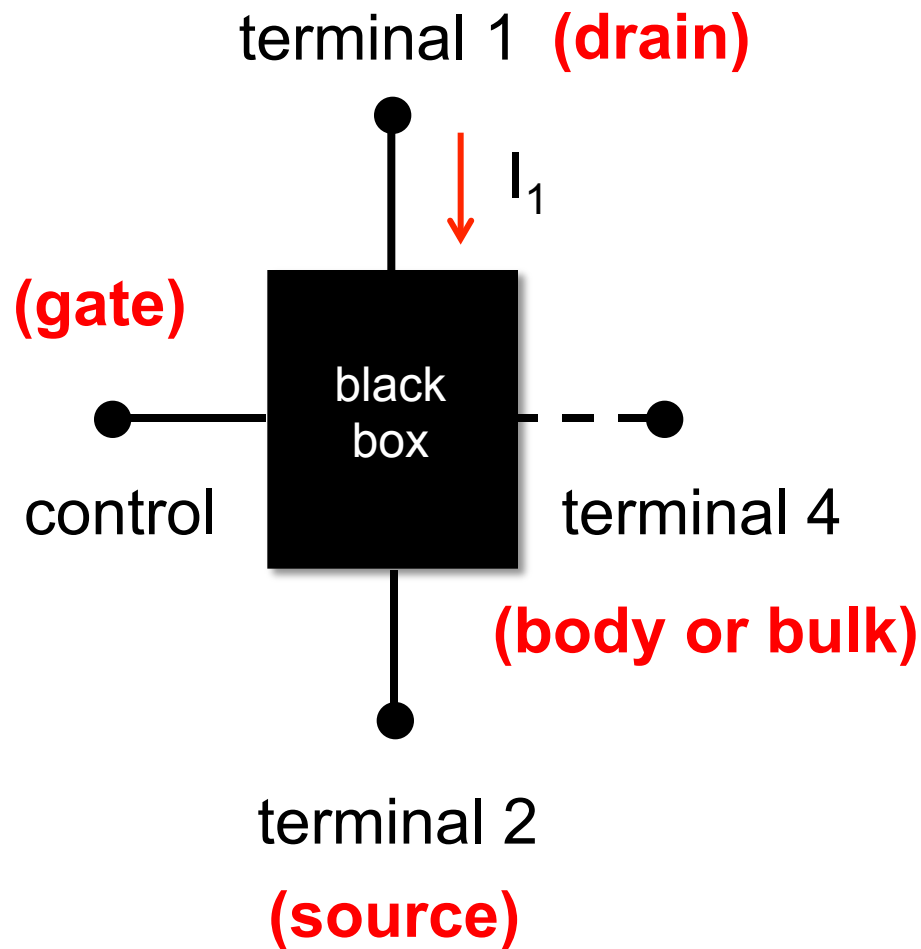 terminal 1 (drain)
I₁
(gate)
black
box
control
terminal 4
(body or bulk)
terminal 2
(source)